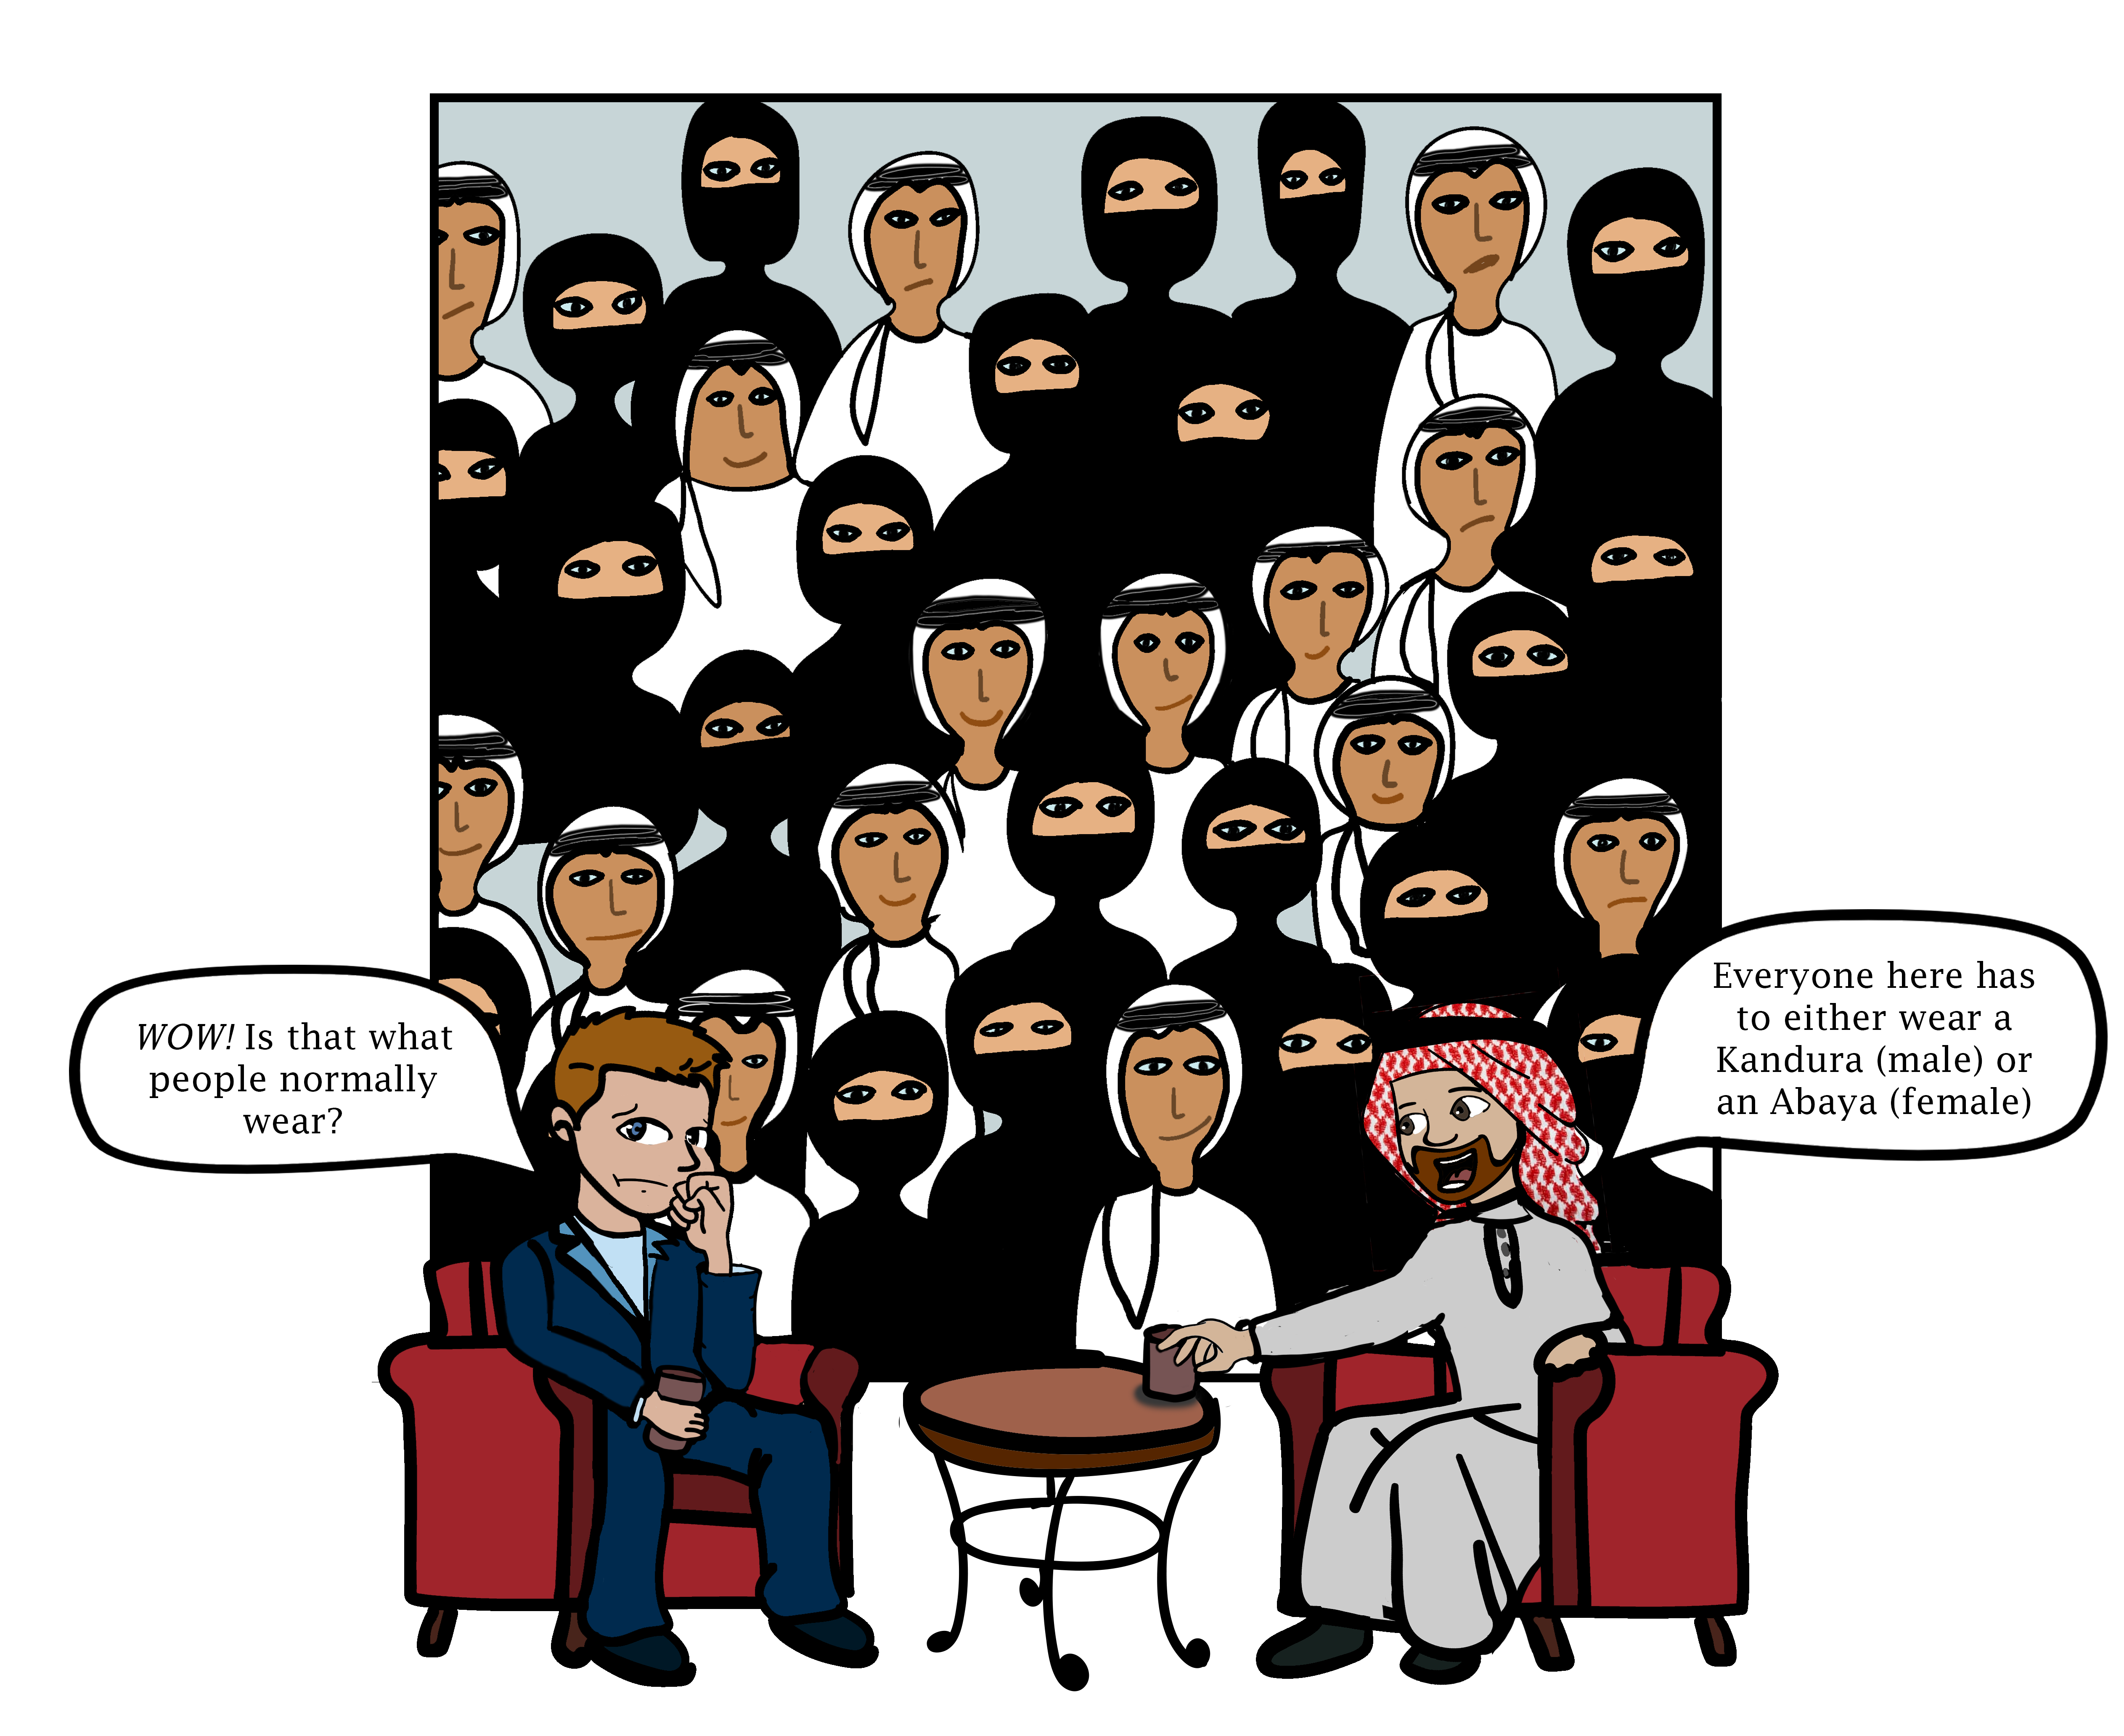 WOW! Is that what
people normally
wear?
Everyone here has
to either wear a
Kandura (male) or
an Abaya (female)